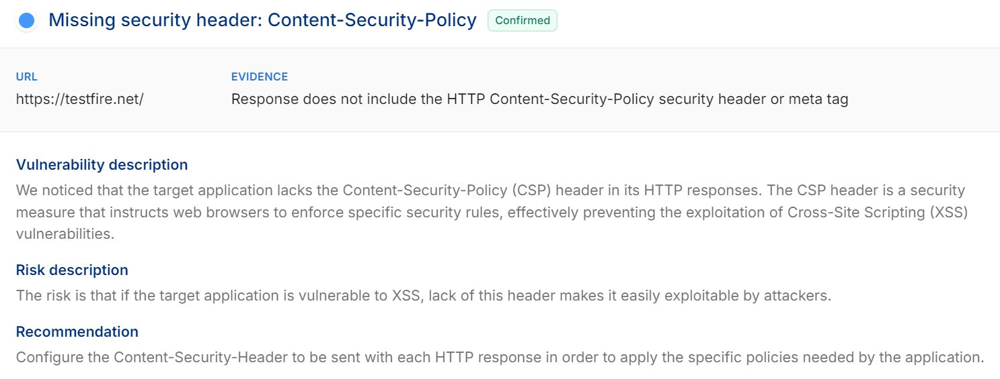 Missing security header: Content-Security-Policy
Confirmed
URL
EVIDENCE
https://testfire.net/
Response does not include the HTTP Content-Security-Policy security header or meta tag
Vulnerability description
We noticed that the target application lacks the Content-Security-Policy (CSP) header in its HTTP responses. The CSP header is a security
measure that instructs web browsers to enforce specific security rules, effectively preventing the exploitation of Cross-Site Scripting (XSS)
vulnerabilities.
Risk description
The risk is that if the target application is vulnerable to XSS, lack of this header makes it easily exploitable by attackers.
Recommendation
Configure the Content-Security-Header to be sent with each HTTP response in order to apply the specific policies needed by the application.